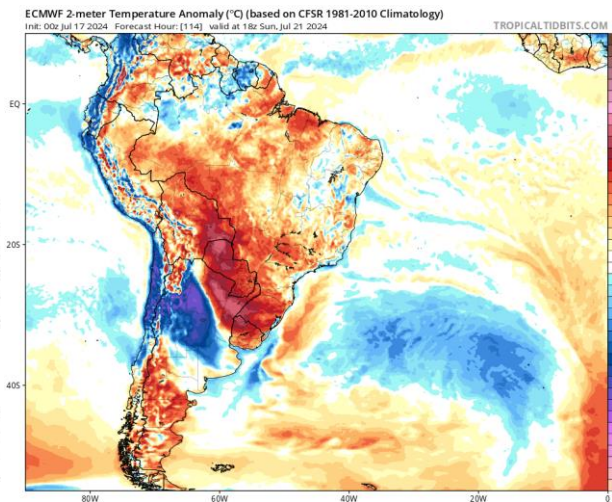 ECMWF 2-meter Temperature Anomaly (°C) (based on CFSR 1981-2010 Climatology)
Init: 00z Jul 17 2024 Forecast Hour: [114] valid at 18z Sun, Jul 21 2024 TROPICALTIDBITS.COM
EQ
20S
40S
80W 60W 40W 20W 0